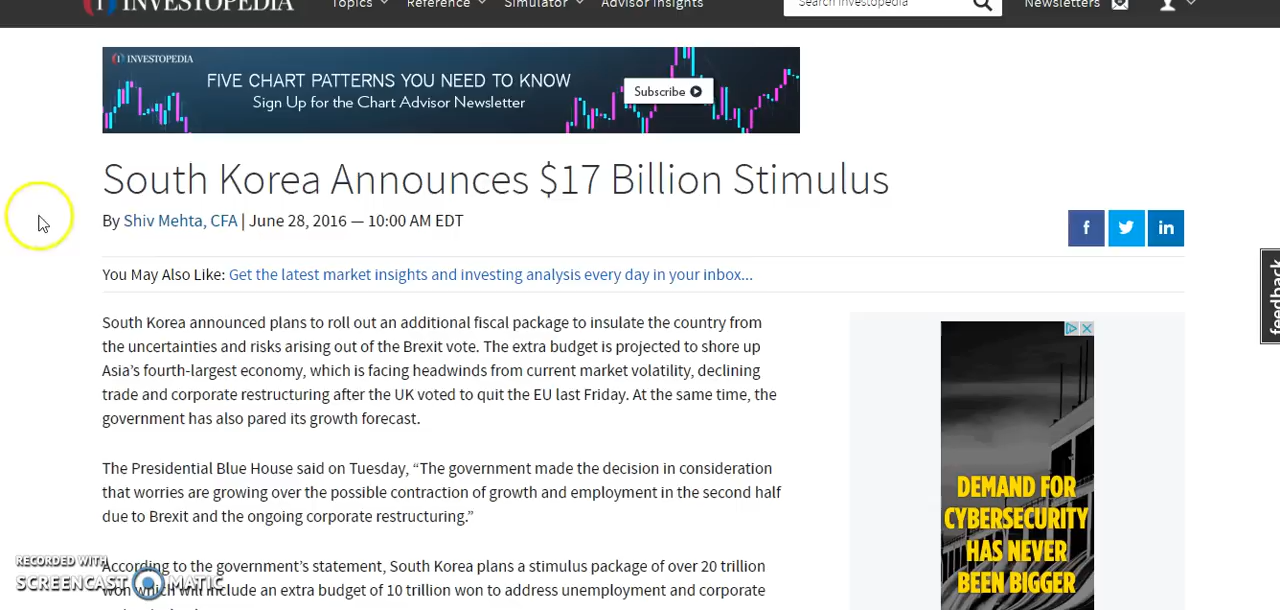 INVESTOPEDIA
Topics Reference Simulator Advisor Insights Search Investopedia Newsletters
INVESTOPEDIA
FIVE CHART PATTERNS YOU NEED TO KNOW
Sign Up for the Chart Advisor Newsletter
Subscribe
South Korea Announces $17 Billion Stimulus
By Shiv Mehta, CFA | June 28, 2016 — 10:00 AM EDT
f
in
You May Also Like: Get the latest market insights and investing analysis every day in your inbox...
feedback
South Korea announced plans to roll out an additional fiscal package to insulate the country from
the uncertainties and risks arising out of the Brexit vote. The extra budget is projected to shore up
Asia's fourth-largest economy, which is facing headwinds from current market volatility, declining
trade and corporate restructuring after the UK voted to quit the EU last Friday. At the same time, the
government has also pared its growth forecast.
The Presidential Blue House said on Tuesday, “The government made the decision in consideration
that worries are growing over the possible contraction of growth and employment in the second half
due to Brexit and the ongoing corporate restructuring.”
According to the government's statement, South Korea plans a stimulus package of over 20 trillion
won which will include an extra budget of 10 trillion won to address unemployment and corporate
DEMAND FOR
CYBERSECURITY
HAS NEVER
BEEN BIGGER
RECORDED WITH
SCREENCAST MATIC